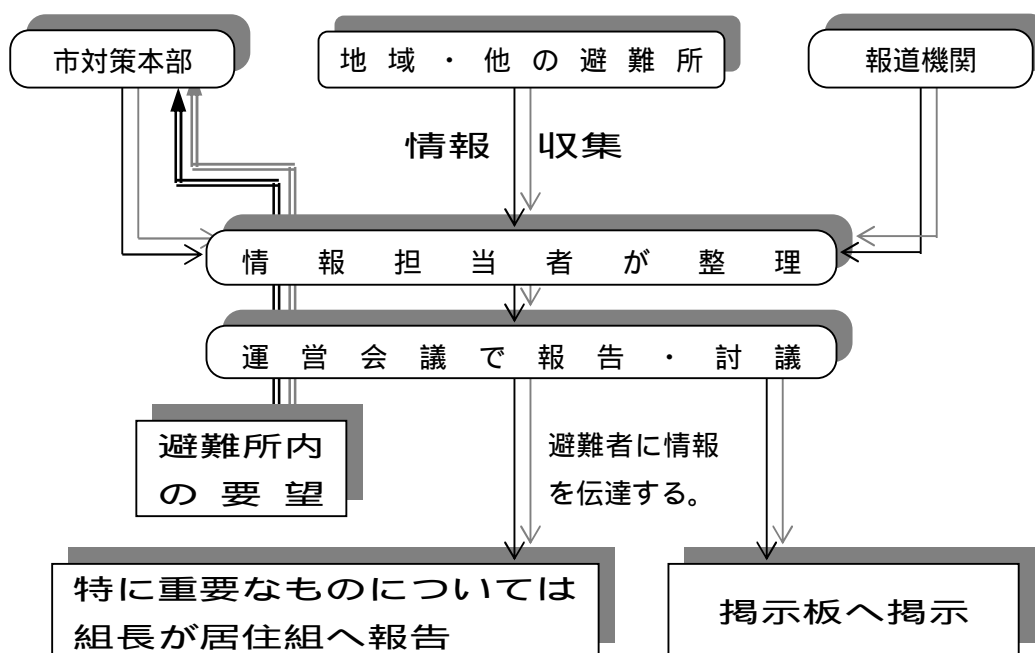 市対策本部
地域・他の避難所
報道機関
情報 収集
情報担当者が整理
運営会議で報告・討議
避難所内
の要望
避難者に情報
を伝達する。
特に重要なものについては
組長が居住組へ報告
掲示板へ掲示